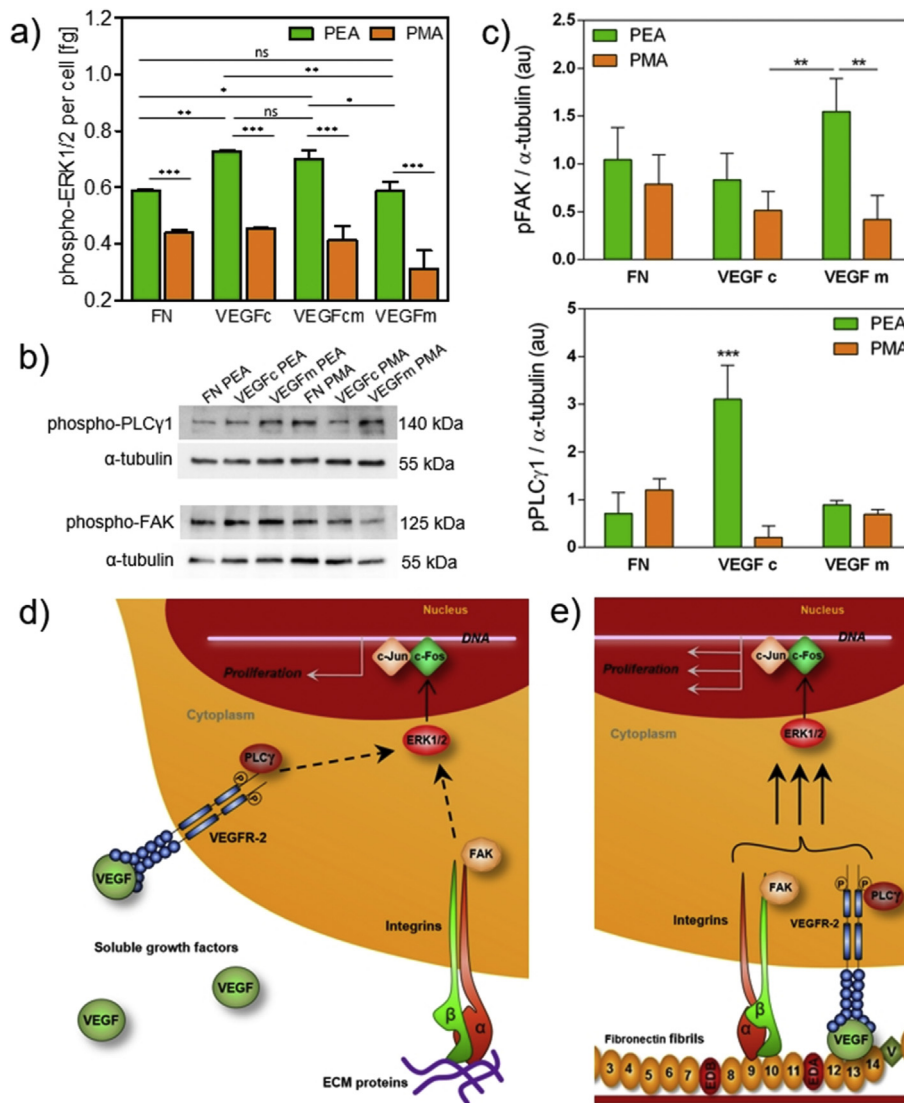 a)
phospho-ERK1/2 per cell [fg]
1.2
1.0
0.8
0.6
0.4
0.2
PEA PMA
ns
**
*
*
** ns
*** *** *** ***
FN VEGFc VEGFcm VEGFm
b)
FN PEA VEGFc PEA VEGFm PEA FN PMA VEGFc PMA VEGFm PMA
phospho-PLCγ1 140 kDa
α-tubulin 55 kDa
phospho-FAK 125 kDa
α-tubulin 55 kDa
c)
pFAK / α-tubulin (au)
2.5
2.0
1.5
1.0
0.5
0.0
PEA
PMA
** **
FN VEGF c VEGF m
pPLCγ1 / α-tubulin (au)
5
4
3
2
1
0
PEA
PMA
***
FN VEGF c VEGF m
d)
Nucleus
DNA
c-Jun c-Fos
Proliferation
Cytoplasm
ERK1/2
PLCγ
P
P
VEGFR-2
VEGF
FAK
Integrins
Soluble growth factors
VEGF
VEGF
β
α
ECM proteins
e)
Nucleus
DNA
c-Jun c-Fos
Proliferation
Cytoplasm
ERK1/2
FAK
P P
PLCγ
Integrins
VEGFR-2
β
α
VEGF
Fibronectin fibrils
V
3 4 5 6 7 EDB 8 9 10 11 EDA 12 13 14